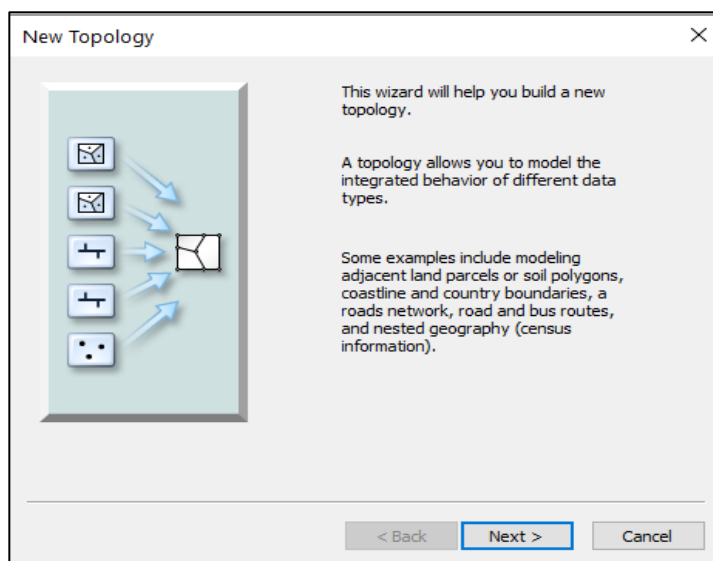 New Topology
This wizard will help you build a new
topology.
A topology allows you to model the
integrated behavior of different data
types.
Some examples include modeling
adjacent land parcels or soil polygons,
coastline and country boundaries, a
roads network, road and bus routes,
and nested geography (census
information).
< Back
Next >
Cancel